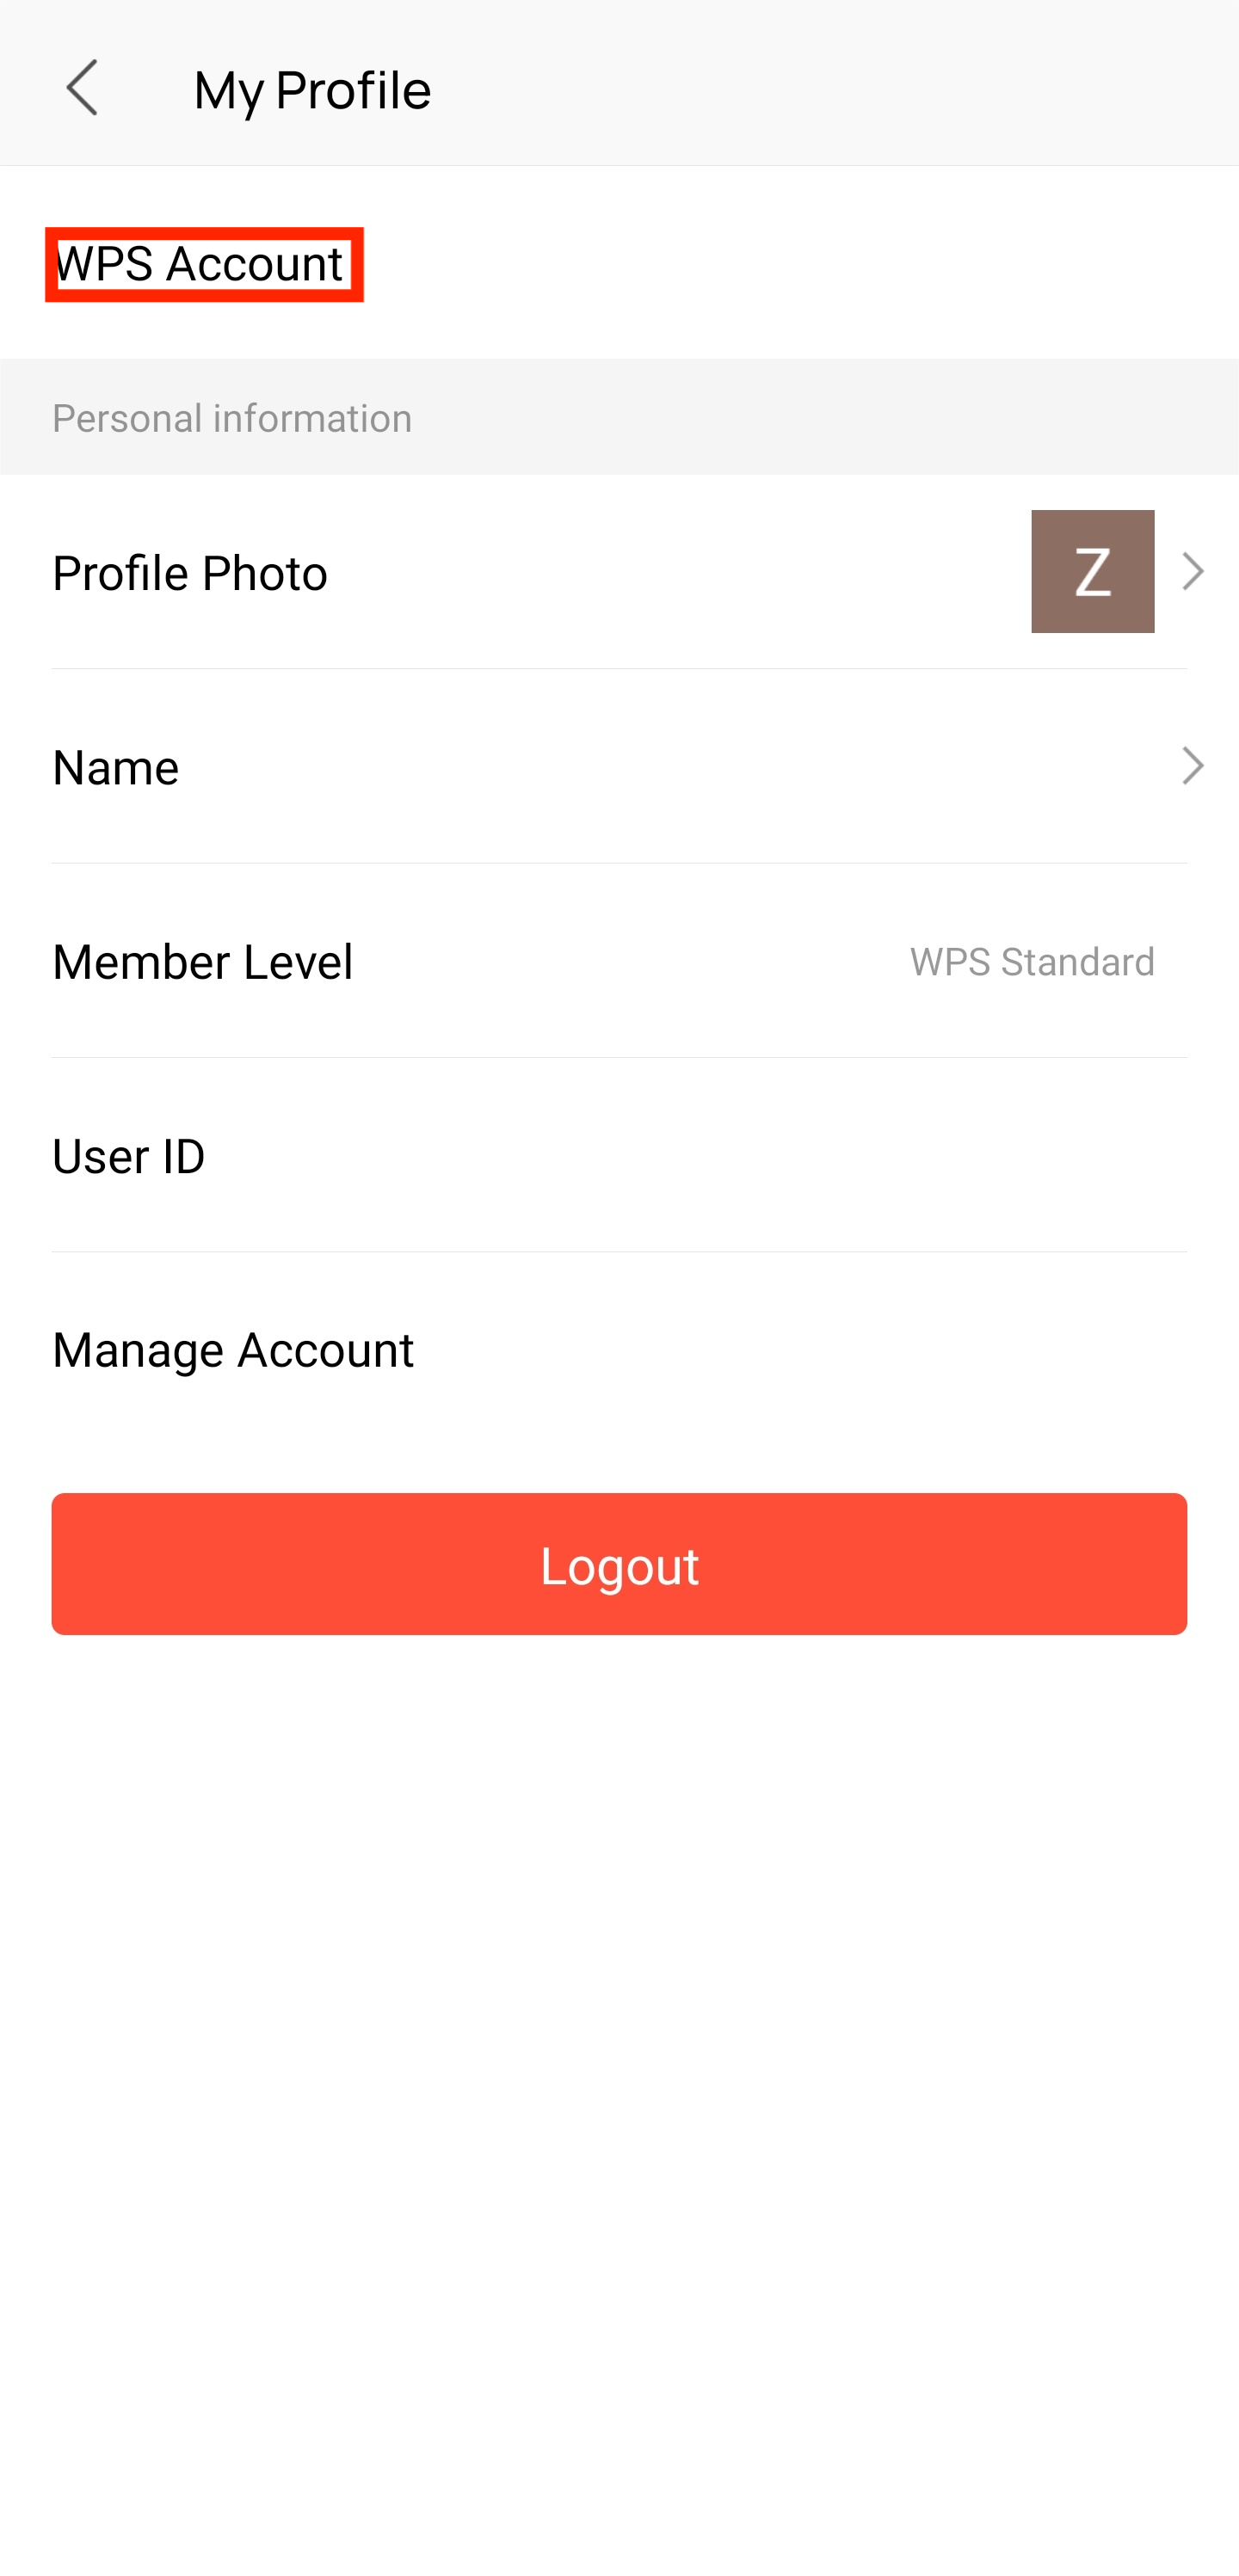 My Profile
WPS Account
Personal information
Profile Photo
Z
Name
Member Level
WPS Standard
User ID
Manage Account
Logout